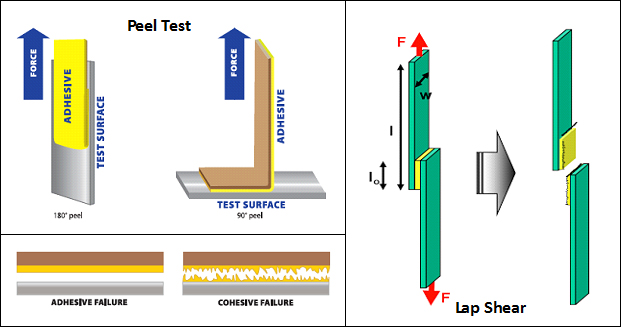 Peel Test
FORCE
ADHESIVE
TEST SURFACE
180° peel
FORCE
ADHESIVE
TEST SURFACE
90° peel
ADHESIVE FAILURE
COHESIVE FAILURE
F
w
l
lo
F
Lap Shear